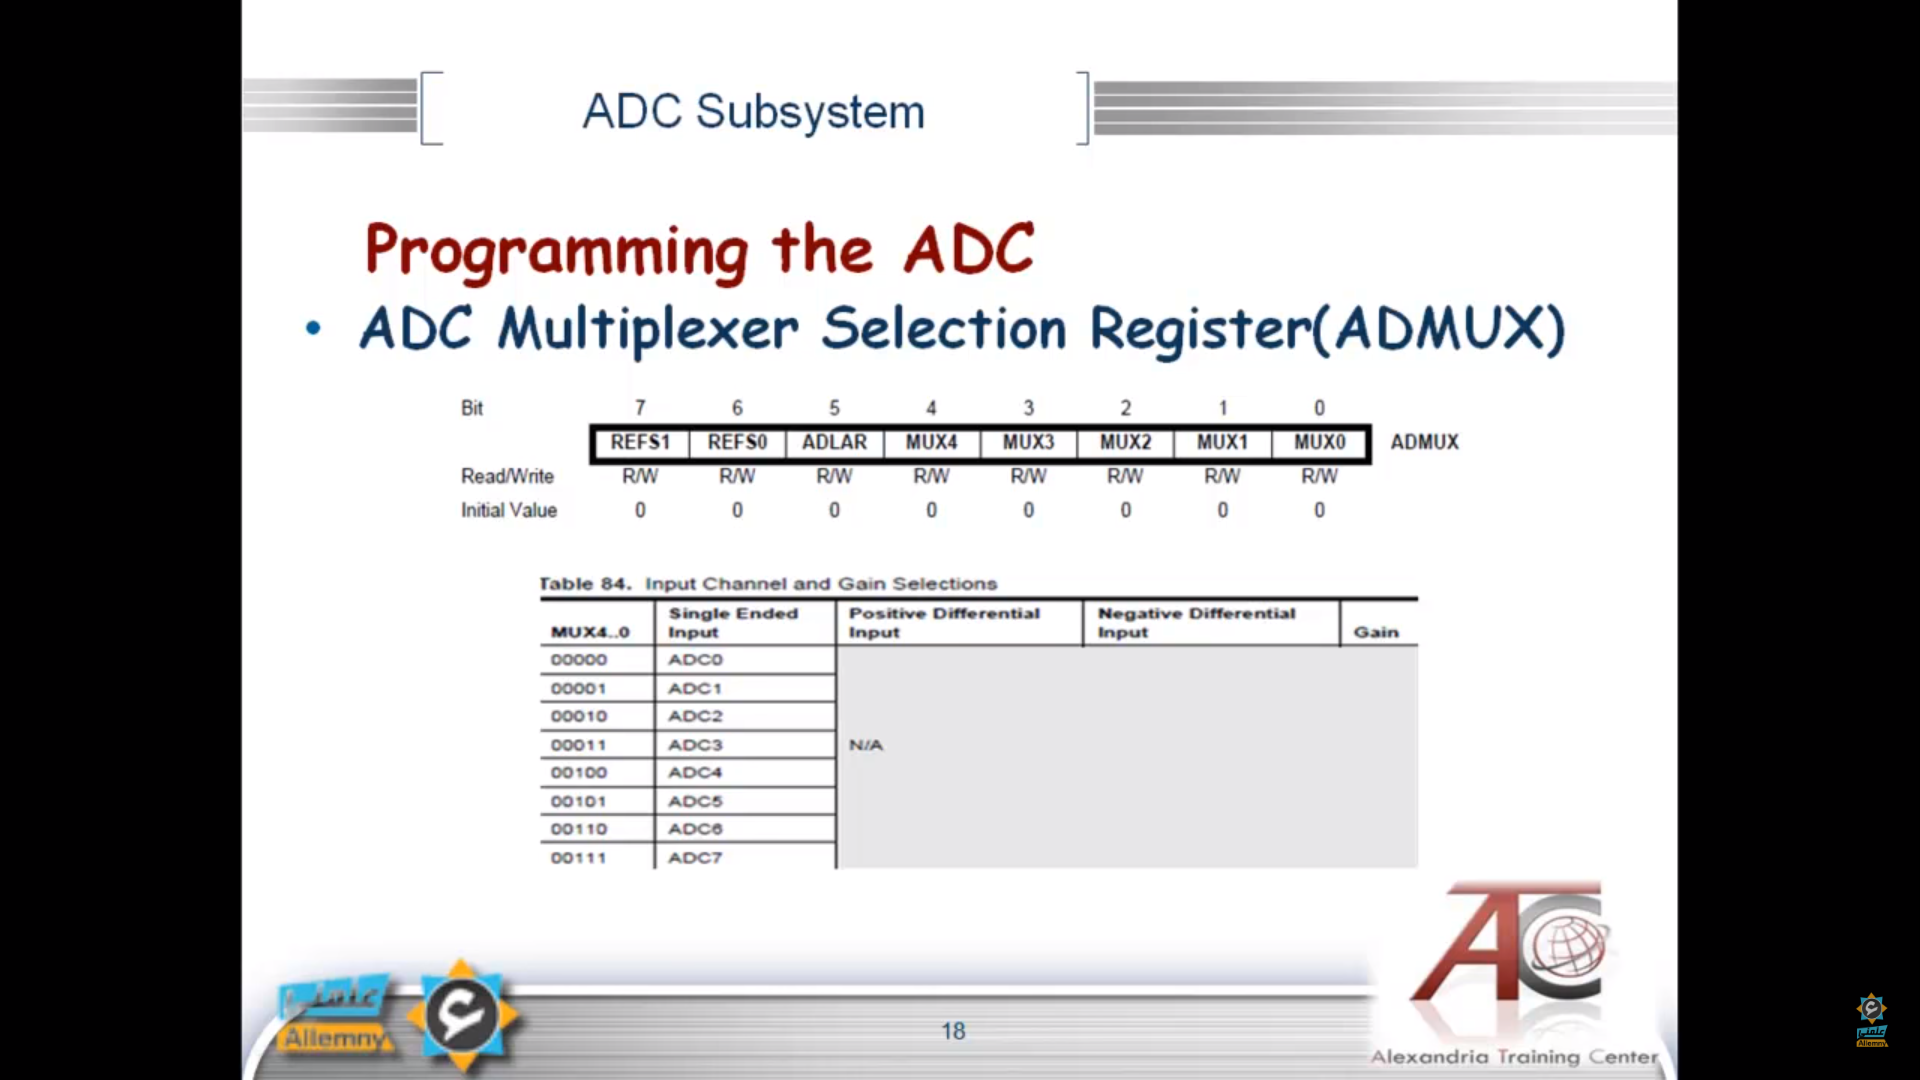 ADC Subsystem
Programming the ADC
• ADC Multiplexer Selection Register(ADMUX)
Bit 7 6 5 4 3 2 1 0
REFS1 REFS0 ADLAR MUX4 MUX3 MUX2 MUX1 MUX0 ADMUX
Read/Write R/W R/W R/W R/W R/W R/W R/W R/W
Initial Value 0 0 0 0 0 0 0 0
Table 84. Input Channel and Gain Selections
MUX4..0 Single Ended Input Positive Differential Input Negative Differential Input Gain
00000 ADC0
00001 ADC1
00010 ADC2
00011 ADC3 N/A
00100 ADC4
00101 ADC5
00110 ADC6
00111 ADC7
علمني
Allemny
18
ATC
Alexandria Training Center
علمني
Allemny